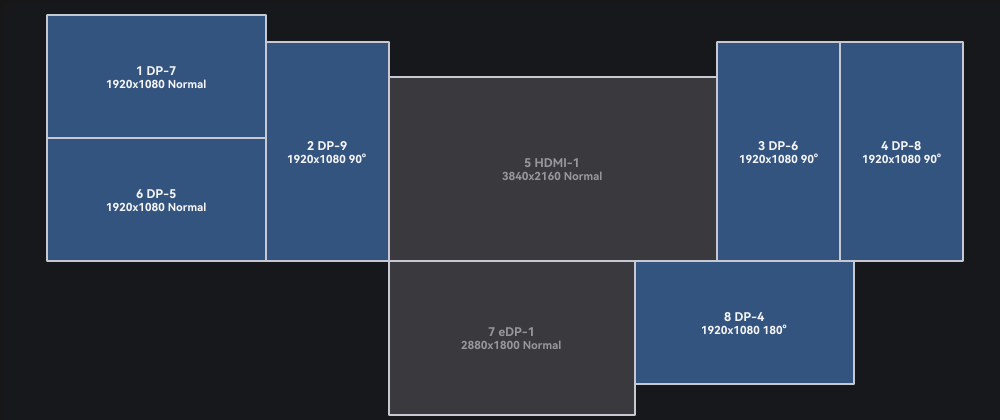 1 DP-7
1920x1080 Normal
2 DP-9
1920x1080 90°
3 DP-6
1920x1080 90°
4 DP-8
1920x1080 90°
5 HDMI-1
3840x2160 Normal
6 DP-5
1920x1080 Normal
7 eDP-1
2880x1800 Normal
8 DP-4
1920x1080 180°